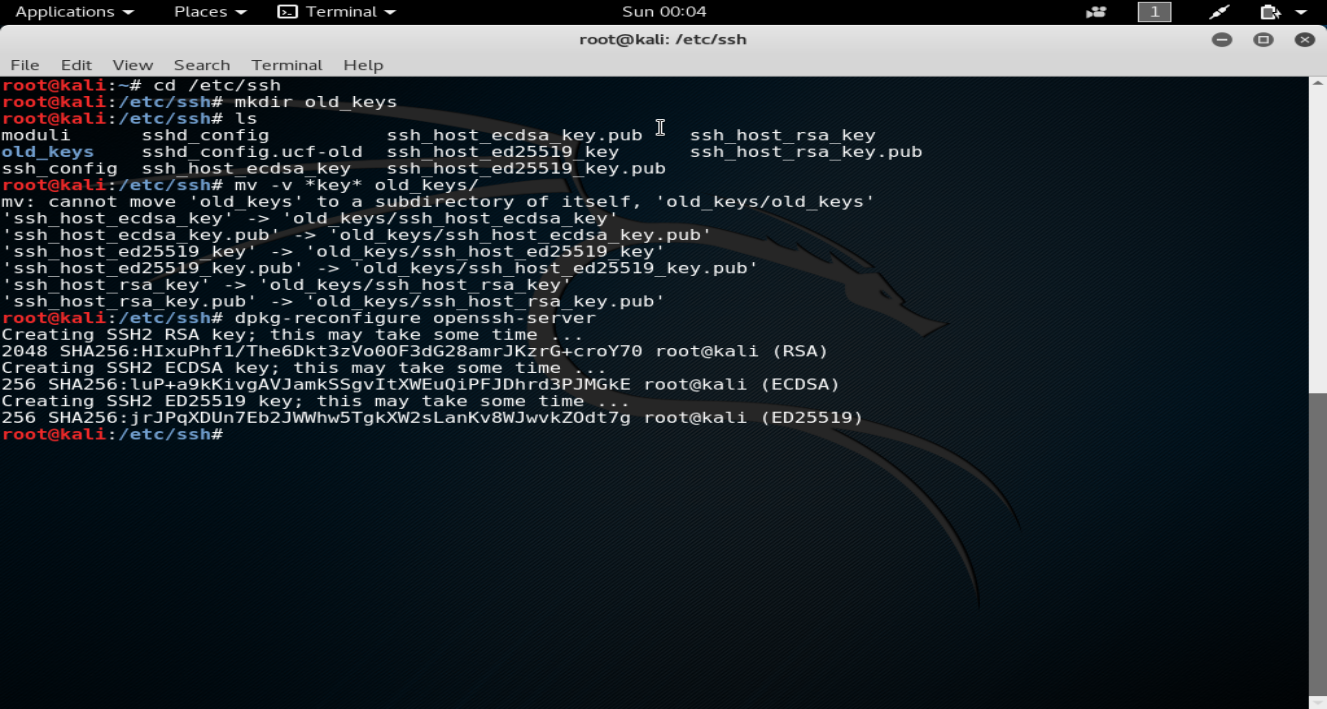 Applications Places Terminal Sun 00:04 1
root@kali: /etc/ssh
File Edit View Search Terminal Help
root@kali:~# cd /etc/ssh
root@kali:/etc/ssh# mkdir old_keys
root@kali:/etc/ssh# ls
moduli sshd_config ssh_host_ecdsa_key.pub ssh_host_rsa_key
old_keys sshd_config.ucf-old ssh_host_ed25519_key ssh_host_rsa_key.pub
ssh_config ssh_host_ecdsa_key ssh_host_ed25519_key.pub
root@kali:/etc/ssh# mv -v *key* old_keys/
mv: cannot move 'old_keys' to a subdirectory of itself, 'old_keys/old_keys'
'ssh_host_ecdsa_key' -> 'old_keys/ssh_host_ecdsa_key'
'ssh_host_ecdsa_key.pub' -> 'old_keys/ssh_host_ecdsa_key.pub'
'ssh_host_ed25519_key' -> 'old_keys/ssh_host_ed25519_key'
'ssh_host_ed25519_key.pub' -> 'old_keys/ssh_host_ed25519_key.pub'
'ssh_host_rsa_key' -> 'old_keys/ssh_host_rsa_key'
'ssh_host_rsa_key.pub' -> 'old_keys/ssh_host_rsa_key.pub'
root@kali:/etc/ssh# dpkg-reconfigure openssh-server
Creating SSH2 RSA key; this may take some time ...
2048 SHA256:HIxuPhf1/The6Dkt3zVo0OF3dG28amrJKzrG+croY70 root@kali (RSA)
Creating SSH2 ECDSA key; this may take some time ...
256 SHA256:luP+a9kKivgAVJamkSSgvItXWEuQiPFJDhrd3PJMGkE root@kali (ECDSA)
Creating SSH2 ED25519 key; this may take some time ...
256 SHA256:jrJPqXDUn7Eb2JWWhw5TgkXW2sLanKv8WJwvkZOdt7g root@kali (ED25519)
root@kali:/etc/ssh#